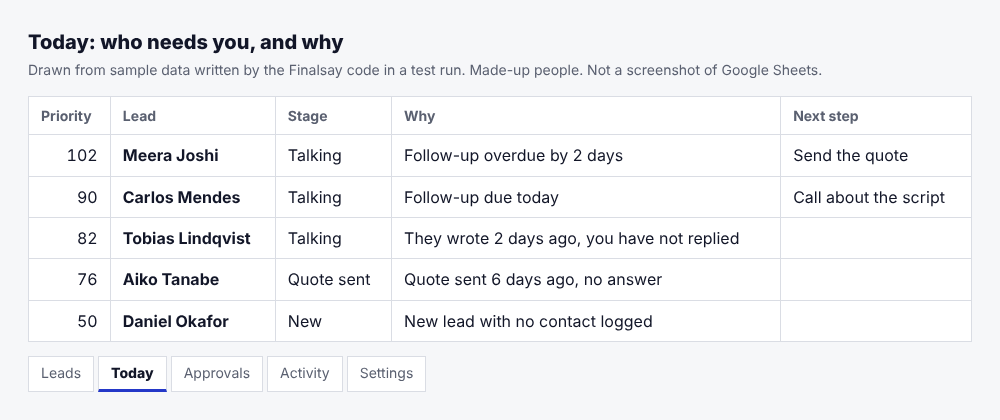 Today: who needs you, and why
Drawn from sample data written by the Finalsay code in a test run. Made-up people. Not a screenshot of Google Sheets.
Priority Lead Stage Why Next step
102 Meera Joshi Talking Follow-up overdue by 2 days Send the quote
90 Carlos Mendes Talking Follow-up due today Call about the script
82 Tobias Lindqvist Talking They wrote 2 days ago, you have not replied
76 Aiko Tanabe Quote sent Quote sent 6 days ago, no answer
50 Daniel Okafor New New lead with no contact logged
Leads Today Approvals Activity Settings